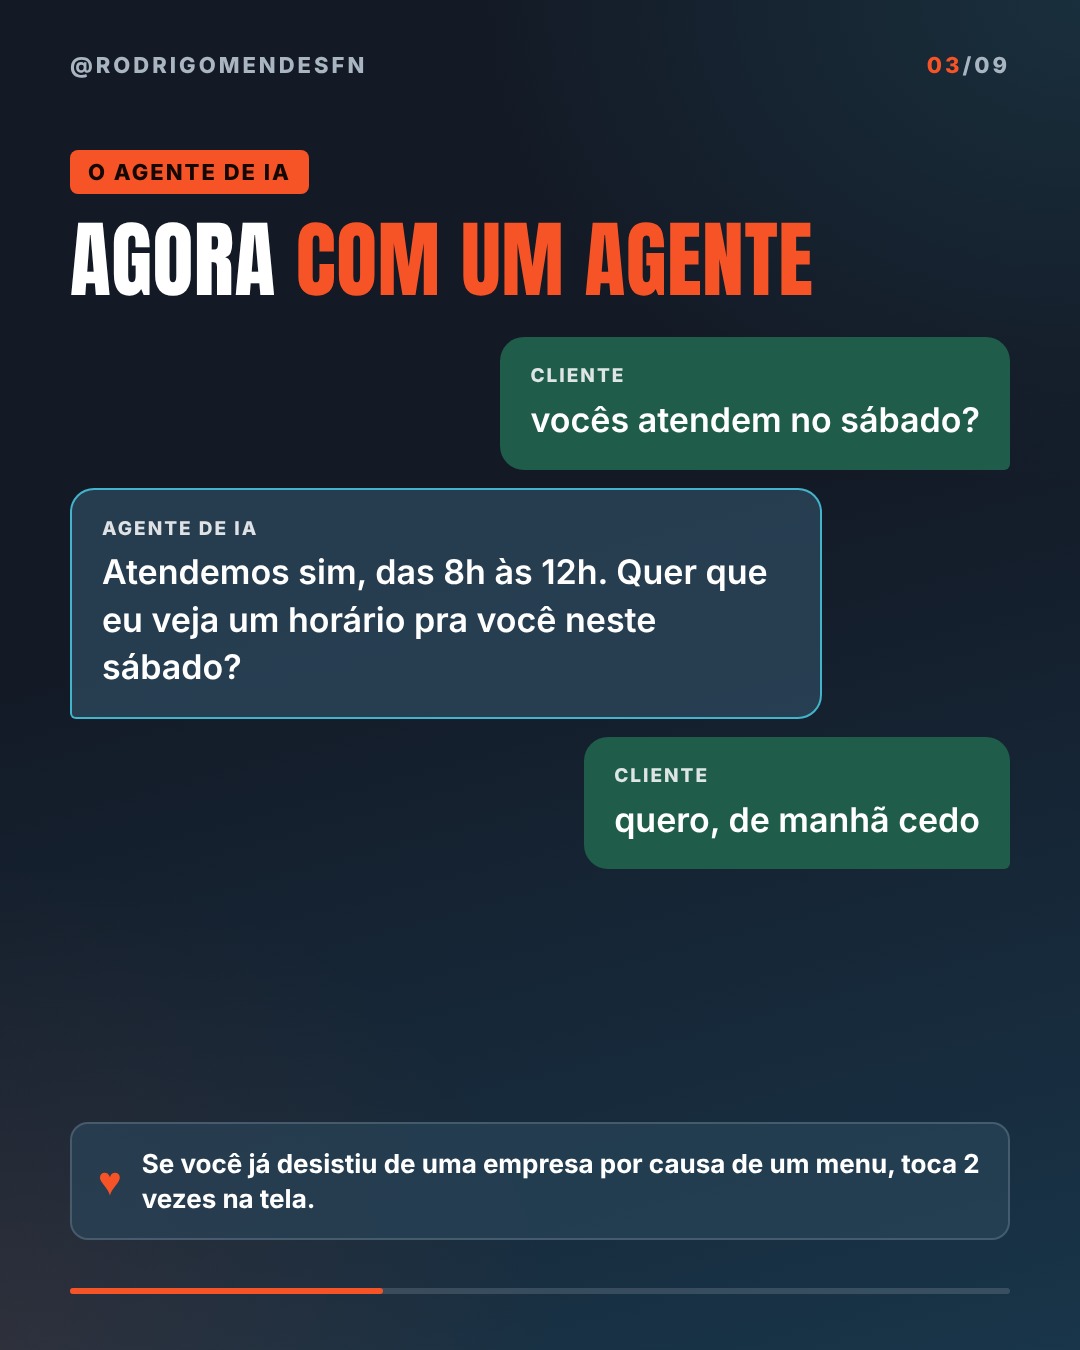 @RODRIGOMENDESFN
03/09
O AGENTE DE IA
AGORA COM UM AGENTE
CLIENTE
vocês atendem no sábado?
AGENTE DE IA
Atendemos sim, das 8h às 12h. Quer que
eu veja um horário pra você neste
sábado?
CLIENTE
quero, de manhã cedo
♥ Se você já desistiu de uma empresa por causa de um menu, toca 2
vezes na tela.